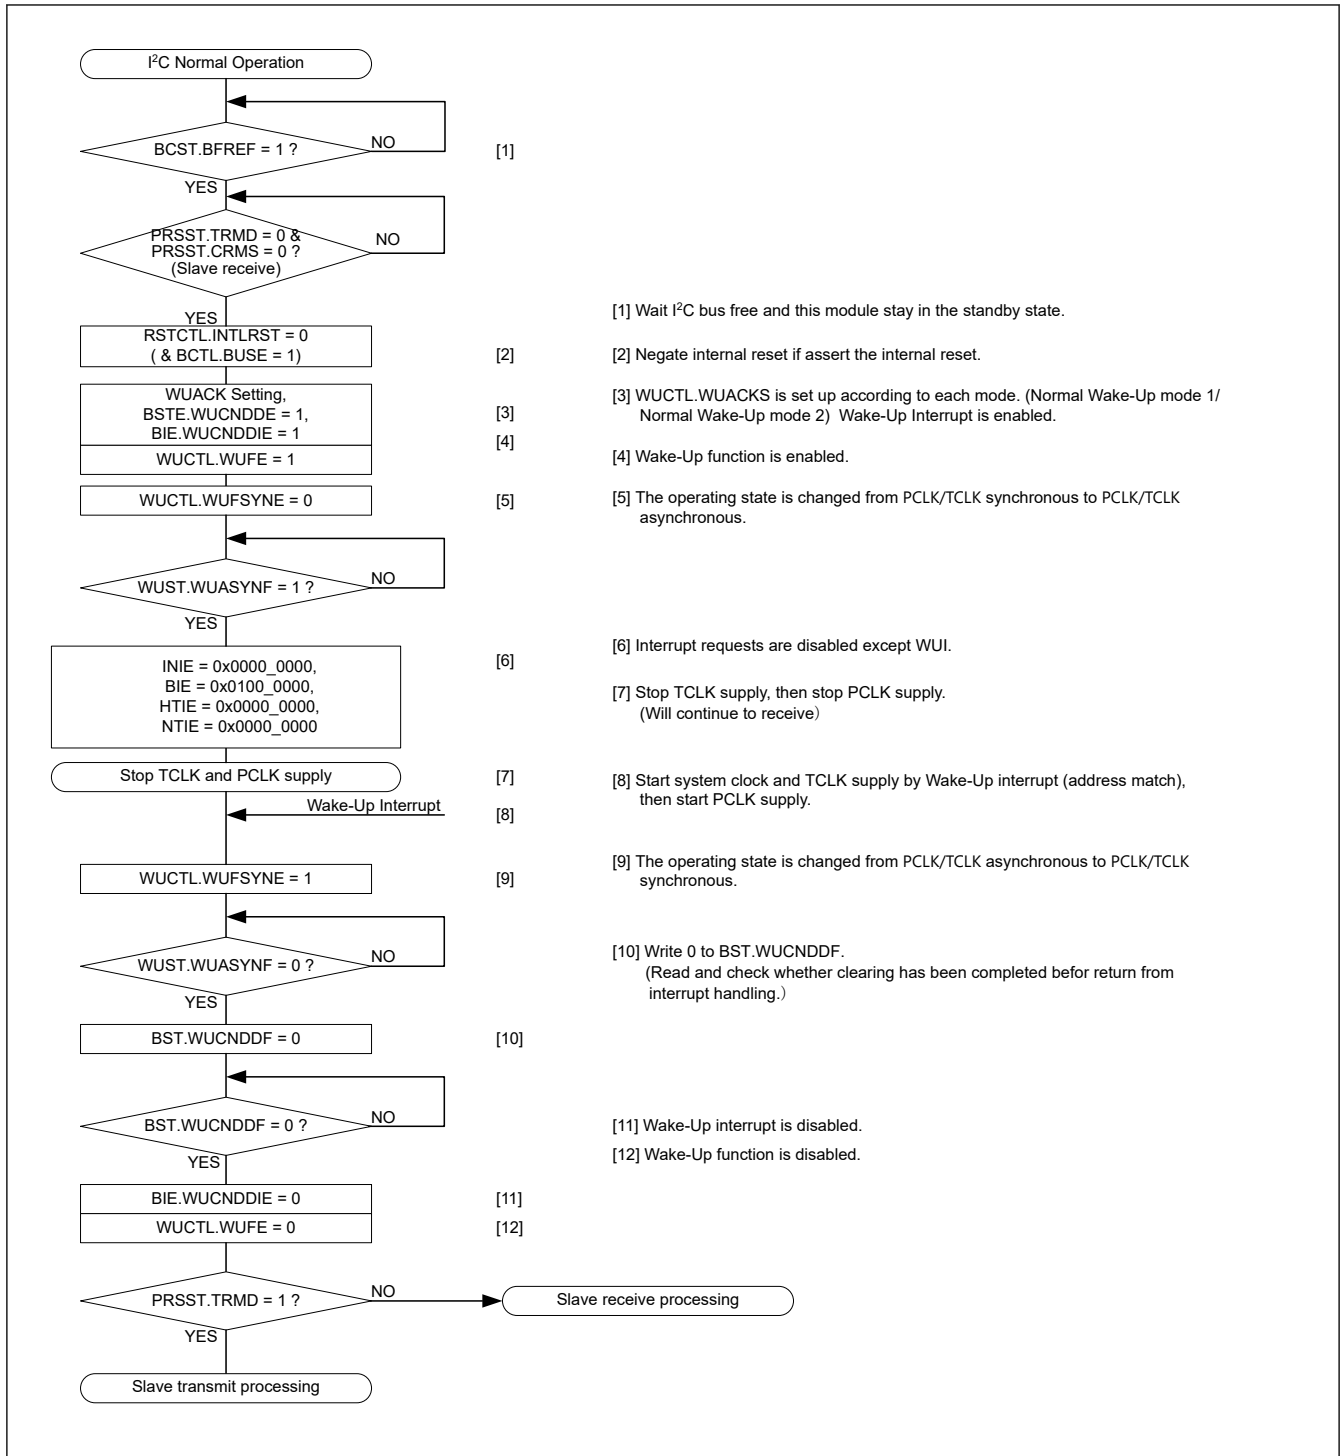 I²C Normal Operation
BCST.BFREF = 1 ?
NO
[1]
YES
PRSST.TRMD = 0 &
PRSST.CRMS = 0 ?
(Slave receive)
NO
YES
[1] Wait I²C bus free and this module stay in the standby state.
RSTCTL.INTLRST = 0
( & BCTL.BUSE = 1)
[2]
[2] Negate internal reset if assert the internal reset.
WUACK Setting,
BSTE.WUCNDDE = 1,
BIE.WUCNDDIE = 1
[3]
[3] WUCTL.WUACKS is set up according to each mode. (Normal Wake-Up mode 1/
Normal Wake-Up mode 2) Wake-Up Interrupt is enabled.
[4]
WUCTL.WUFE = 1
[4] Wake-Up function is enabled.
WUCTL.WUFSYNE = 0
[5]
[5] The operating state is changed from PCLK/TCLK synchronous to PCLK/TCLK
asynchronous.
WUST.WUASYNF = 1 ?
NO
YES
[6] Interrupt requests are disabled except WUI.
INIE = 0x0000_0000,
BIE = 0x0100_0000,
HTIE = 0x0000_0000,
NTIE = 0x0000_0000
[6]
[7] Stop TCLK supply, then stop PCLK supply.
(Will continue to receive）
Stop TCLK and PCLK supply
[7]
[8] Start system clock and TCLK supply by Wake-Up interrupt (address match),
then start PCLK supply.
Wake-Up Interrupt
[8]
[9] The operating state is changed from PCLK/TCLK asynchronous to PCLK/TCLK
synchronous.
WUCTL.WUFSYNE = 1
[9]
WUST.WUASYNF = 0 ?
NO
YES
[10] Write 0 to BST.WUCNDDF.
(Read and check whether clearing has been completed befor return from
interrupt handling.）
BST.WUCNDDF = 0
[10]
BST.WUCNDDF = 0 ?
NO
YES
[11] Wake-Up interrupt is disabled.
[12] Wake-Up function is disabled.
BIE.WUCNDDIE = 0
[11]
WUCTL.WUFE = 0
[12]
PRSST.TRMD = 1 ?
NO
Slave receive processing
YES
Slave transmit processing